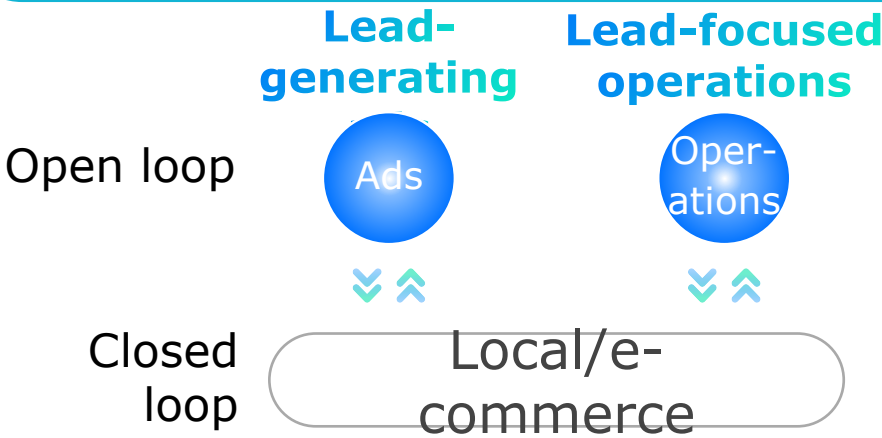 Lead-
generating
Lead-focused
operations
Open loop
Ads
Oper-
ations
Closed
loop
Local/e-
commerce